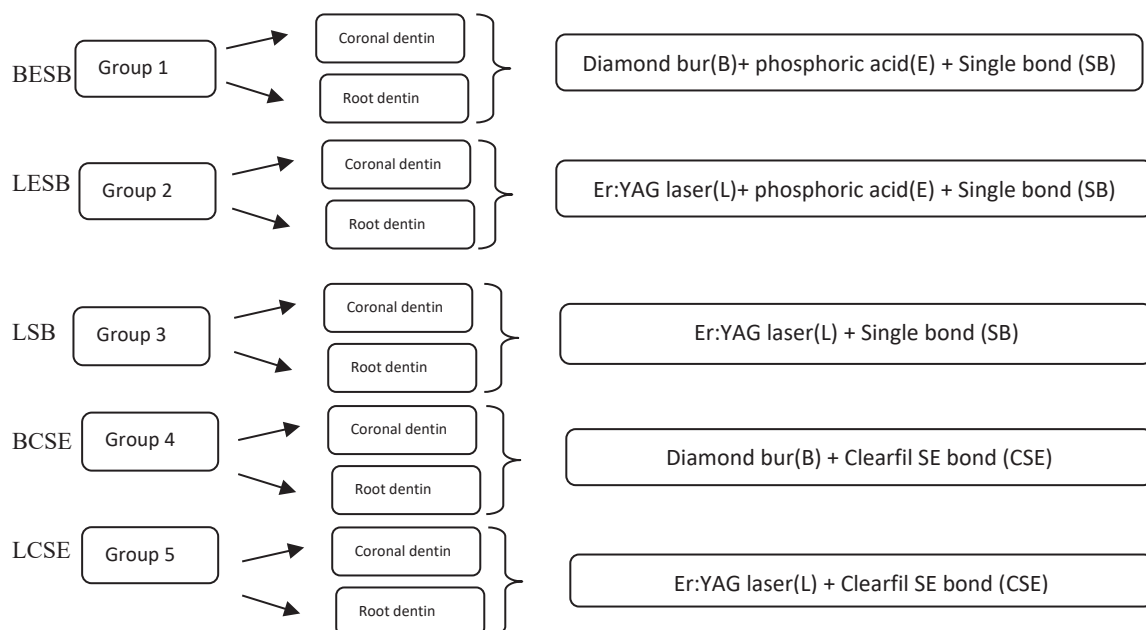 BESB
Group 1
Coronal dentin
Root dentin
Diamond bur(B)+ phosphoric acid(E) + Single bond (SB)
LESB
Group 2
Coronal dentin
Root dentin
Er:YAG laser(L)+ phosphoric acid(E) + Single bond (SB)
LSB
Group 3
Coronal dentin
Root dentin
Er:YAG laser(L) + Single bond (SB)
BCSE
Group 4
Coronal dentin
Root dentin
Diamond bur(B) + Clearfil SE bond (CSE)
LCSE
Group 5
Coronal dentin
Root dentin
Er:YAG laser(L) + Clearfil SE bond (CSE)